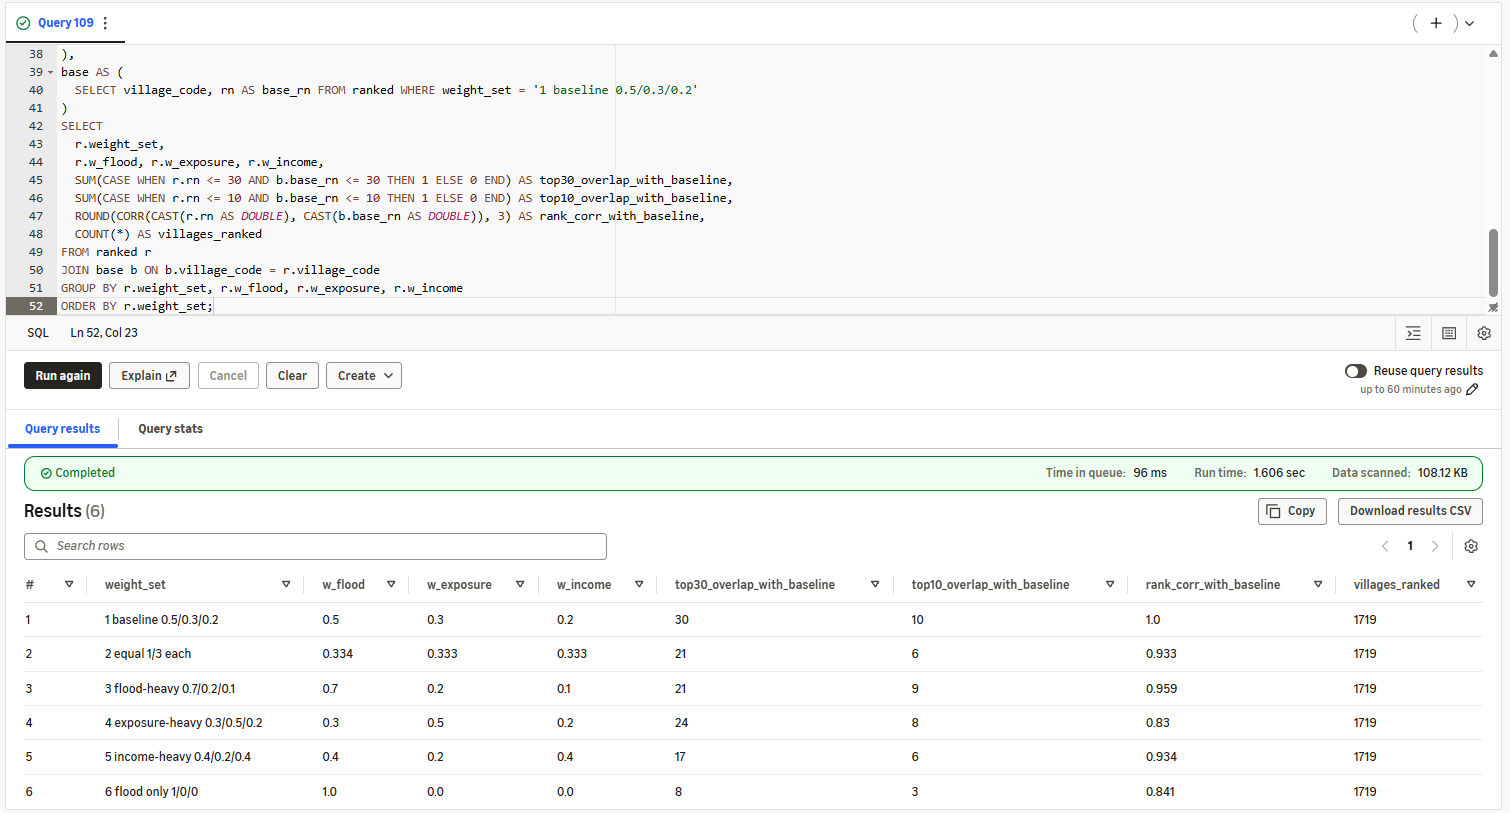 Query 109
38 ),
39 base AS (
40 SELECT village_code, rn AS base_rn FROM ranked WHERE weight_set = '1 baseline 0.5/0.3/0.2'
41 )
42 SELECT
43 r.weight_set,
44 r.w_flood, r.w_exposure, r.w_income,
45 SUM(CASE WHEN r.rn <= 30 AND b.base_rn <= 30 THEN 1 ELSE 0 END) AS top30_overlap_with_baseline,
46 SUM(CASE WHEN r.rn <= 10 AND b.base_rn <= 10 THEN 1 ELSE 0 END) AS top10_overlap_with_baseline,
47 ROUND(CORR(CAST(r.rn AS DOUBLE), CAST(b.base_rn AS DOUBLE)), 3) AS rank_corr_with_baseline,
48 COUNT(*) AS villages_ranked
49 FROM ranked r
50 JOIN base b ON b.village_code = r.village_code
51 GROUP BY r.weight_set, r.w_flood, r.w_exposure, r.w_income
52 ORDER BY r.weight_set;
SQL Ln 52, Col 23
Run again Explain Cancel Clear Create Reuse query results
up to 60 minutes ago
Query results Query stats
Completed Time in queue: 96 ms Run time: 1.606 sec Data scanned: 108.12 KB
Results (6) Copy Download results CSV
Search rows 1
# weight_set w_flood w_exposure w_income top30_overlap_with_baseline top10_overlap_with_baseline rank_corr_with_baseline villages_ranked
1 1 baseline 0.5/0.3/0.2 0.5 0.3 0.2 30 10 1.0 1719
2 2 equal 1/3 each 0.334 0.333 0.333 21 6 0.933 1719
3 3 flood-heavy 0.7/0.2/0.1 0.7 0.2 0.1 21 9 0.959 1719
4 4 exposure-heavy 0.3/0.5/0.2 0.3 0.5 0.2 24 8 0.83 1719
5 5 income-heavy 0.4/0.2/0.4 0.4 0.2 0.4 17 6 0.934 1719
6 6 flood only 1/0/0 1.0 0.0 0.0 8 3 0.841 1719